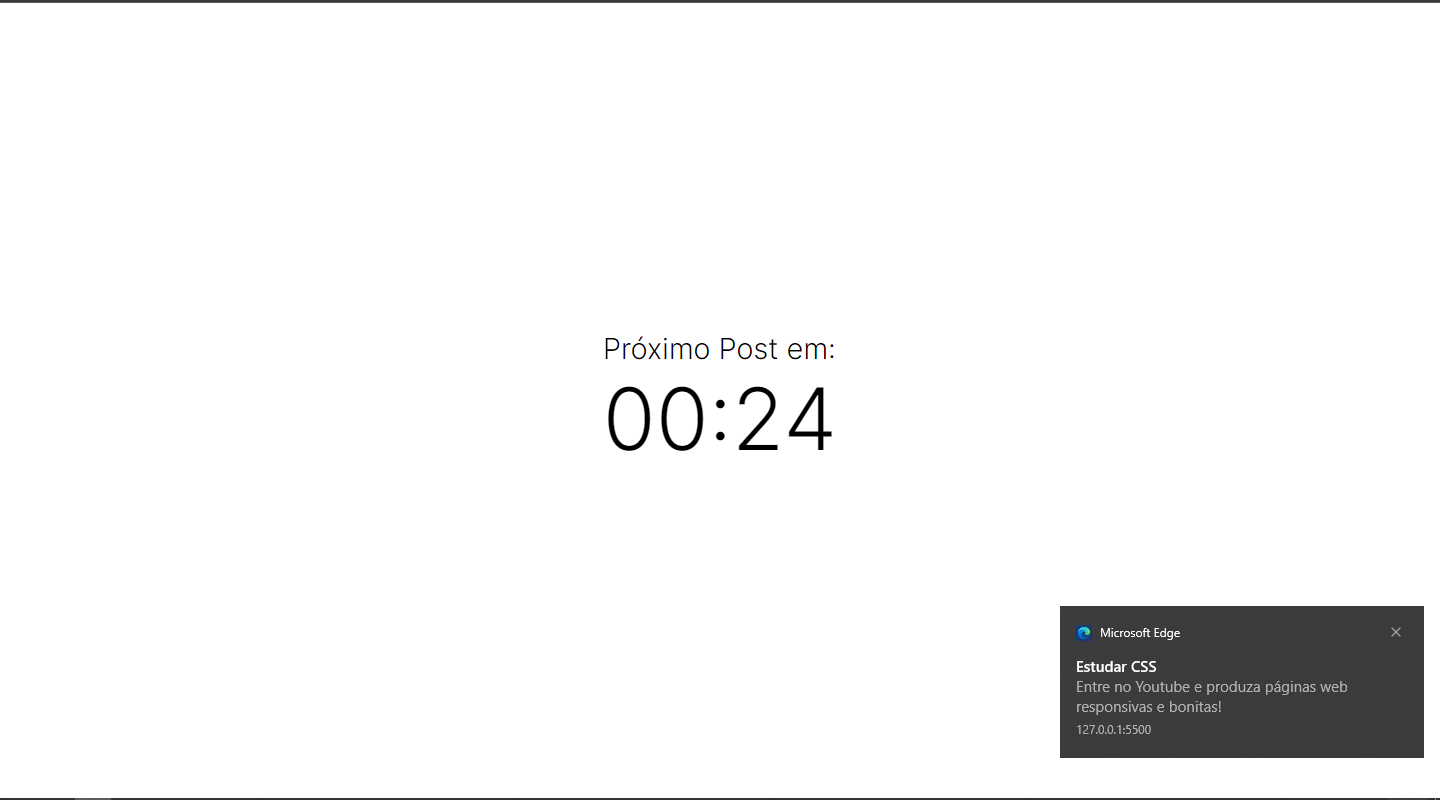 Próximo Post em:
00:24
Microsoft Edge
Estudar CSS
Entre no Youtube e produza páginas web
responsivas e bonitas!
127.0.0.1:5500